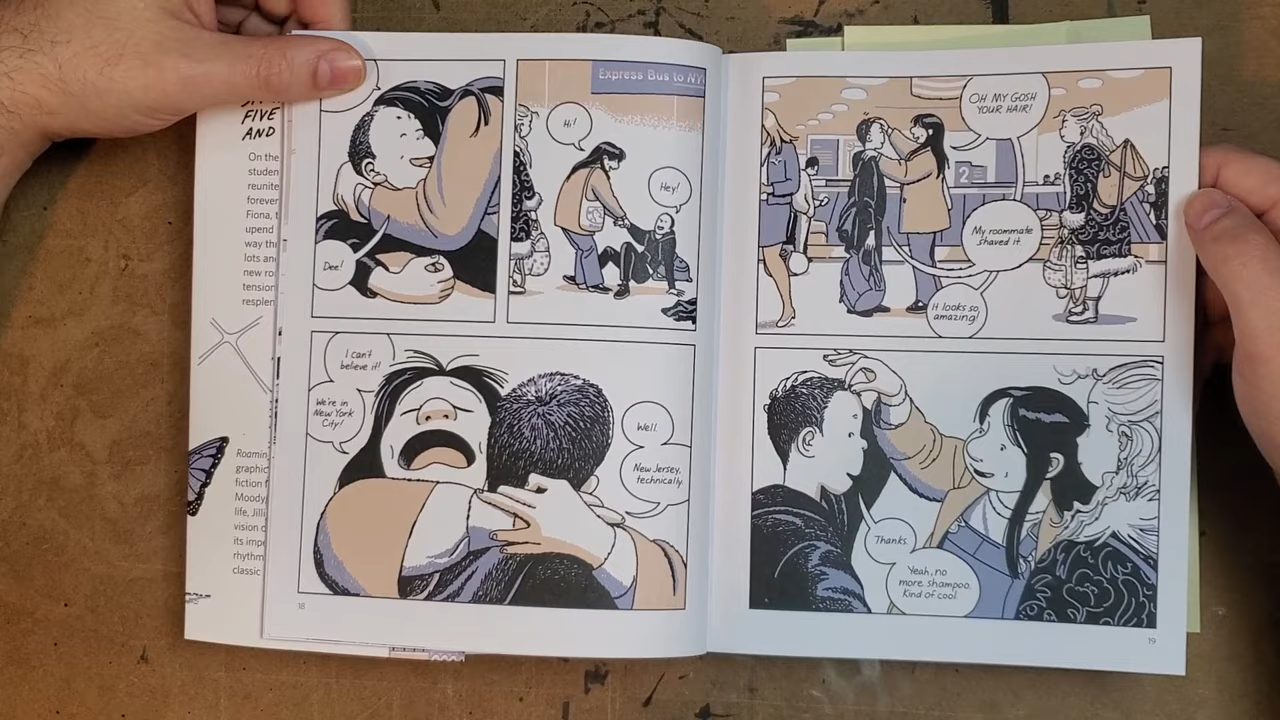 FIVE
AND
On the
studen
reunite
forever
Fiona, t
upend
way th
lots an
new ro
tension
resplen
Roamin
graphic
fiction f
Moody
life, Jilli
vision o
its impe
rhythm
classic
Dee!
Express Bus to NY
Hi!
Hey!
I can't
believe it!
We're in
New York
City!
Well.
New Jersey,
technically.
18
OH MY GOSH
YOUR HAIR!
2
My roommate
shaved it.
It looks so
amazing!
Thanks.
Yeah, no
more shampoo.
Kind of cool.
19